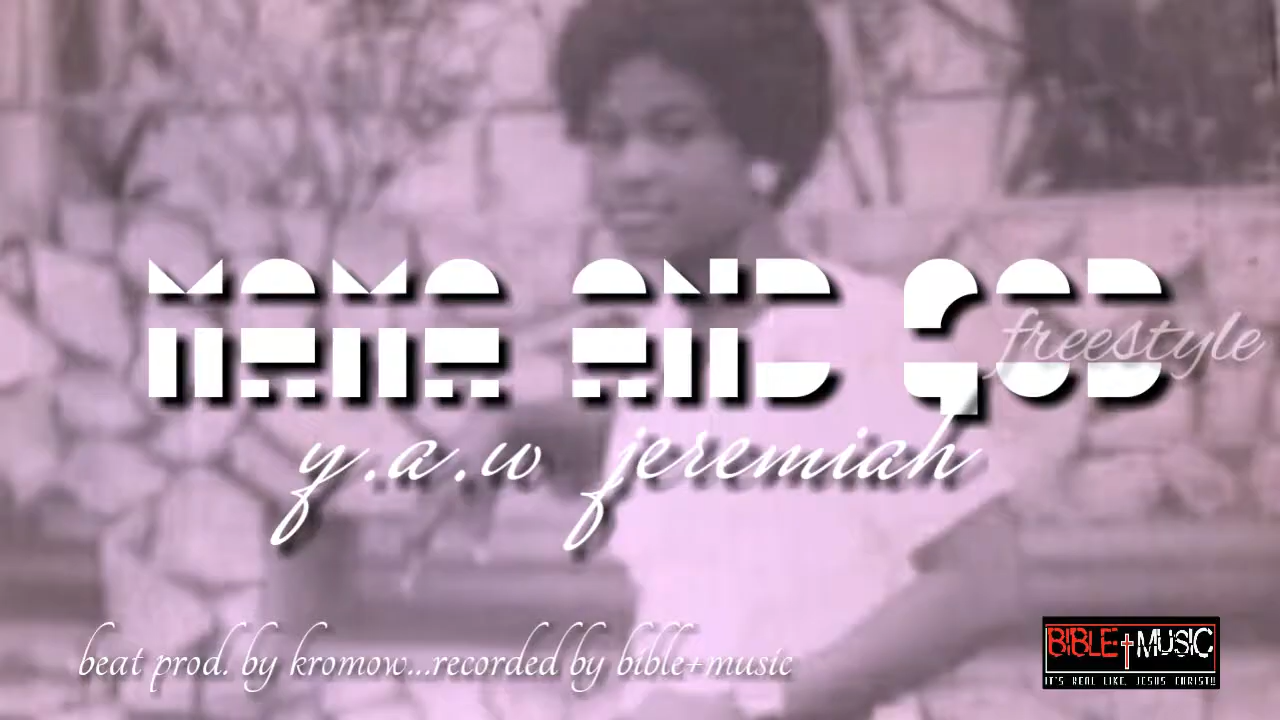 MAMA AND GOD
freestyle
y.a.w jeremiah
beat prod. by kromow...recorded by bible+music
BIBLE+MUSIC
IT'S REAL LIKE JESUS CHRIST!!